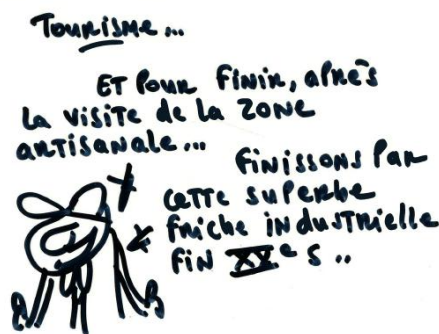 Tourisme...
ET Pour finir, après
La visite de la zone
artisanale...
finissons par
cette superbe
friche industrielle
fin XXe s..